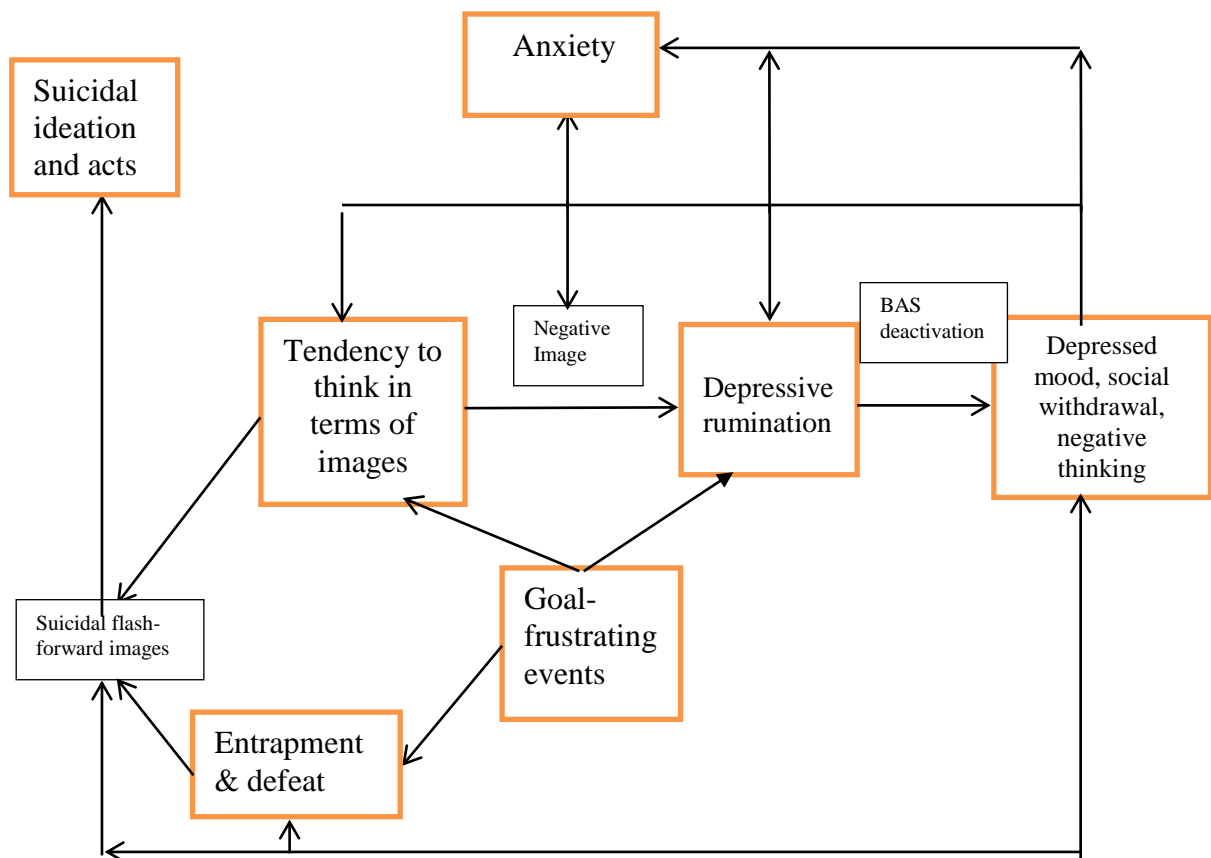 Anxiety
Suicidal
ideation
and acts
Tendency to
think in
terms of
images
Negative
Image
Depressive
rumination
BAS
deactivation
Depressed
mood, social
withdrawal,
negative
thinking
Suicidal flash-
forward images
Goal-
frustrating
events
Entrapment
& defeat